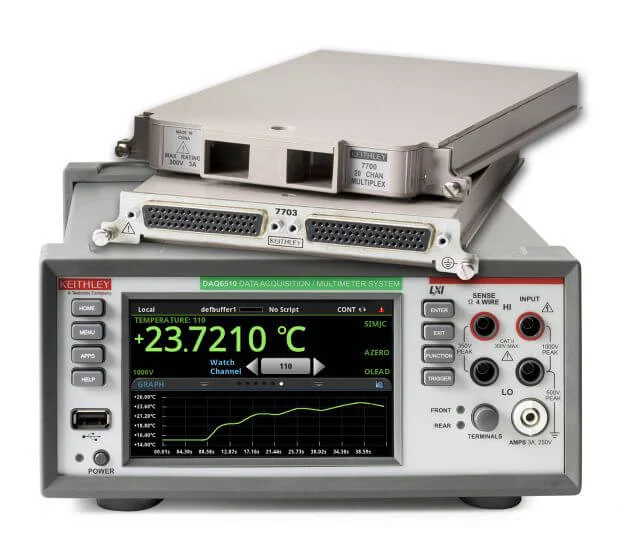 MADE IN
CHINA
MAX RATING
300V 3A
KEITHLEY
7700
20 CHAN
MULTIPLEX
7703
KEITHLEY
KEITHLEY
A Tektronix Company
DAQ6510 DATA ACQUISITION / MULTIMETER SYSTEM
LXI
HOME
MENU
APPS
HELP
POWER
Local defbuffer1 No Script CONT
TEMPERATURE: 110
SIMJC
+23.7210 °C
AZERO
Watch
Channel
110
1000V
OLEAD
GRAPH
+26.00°C
+23.60°C
+21.20°C
+18.80°C
+16.40°C
+14.00°C
00.01s 04.30s 08.58s 12.87s 17.16s 21.44s 25.73s 30.02s 34.30s 38.59s
ENTER
EXIT
FUNCTION
TRIGGER
SENSE
Ω 4 WIRE
INPUT
HI
350V
PEAK
CAT II
300V MAX
1000V
PEAK
LO
500V
PEAK
FRONT
REAR
TERMINALS
AMPS 3A, 250V